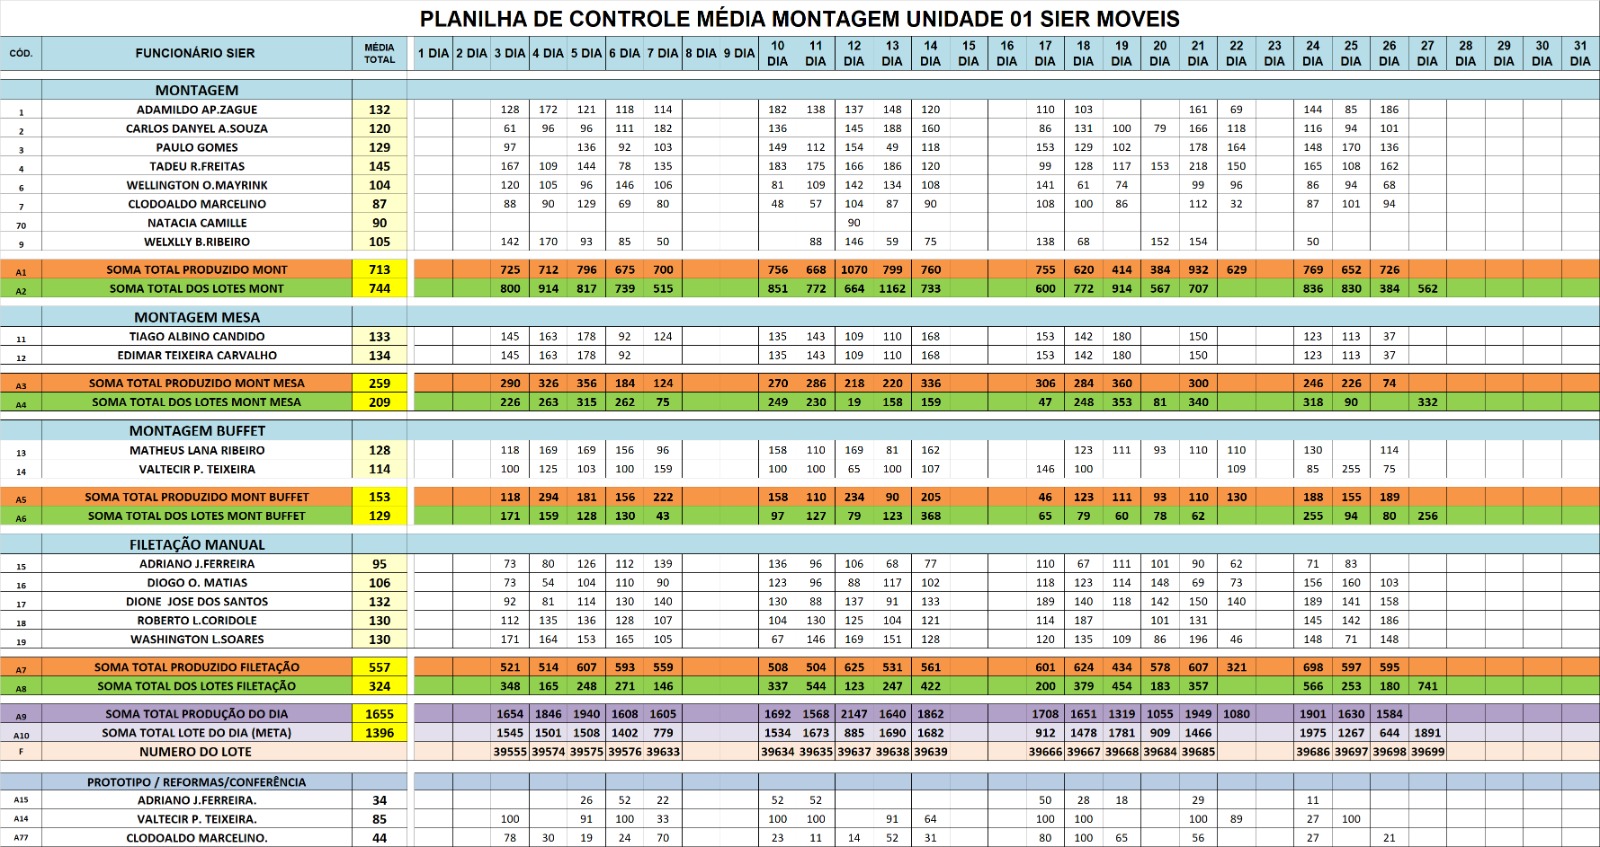 PLANILHA DE CONTROLE MÉDIA MONTAGEM UNIDADE 01 SIER MOVEIS
CÓD. FUNCIONÁRIO SIER MÉDIA TOTAL 1 DIA 2 DIA 3 DIA 4 DIA 5 DIA 6 DIA 7 DIA 8 DIA 9 DIA 10 DIA 11 DIA 12 DIA 13 DIA 14 DIA 15 DIA 16 DIA 17 DIA 18 DIA 19 DIA 20 DIA 21 DIA 22 DIA 23 DIA 24 DIA 25 DIA 26 DIA 27 DIA 28 DIA 29 DIA 30 DIA 31 DIA
MONTAGEM
1 ADAMILDO AP.ZAGUE 132 128 172 121 118 114 182 138 137 148 120 110 103 161 69 144 85 186
2 CARLOS DANYEL A.SOUZA 120 61 96 96 111 182 136 145 188 160 86 131 100 79 166 118 116 94 101
3 PAULO GOMES 129 97 136 92 103 149 112 154 49 118 153 129 102 178 164 148 170 136
4 TADEU R.FREITAS 145 167 109 144 78 135 183 175 166 186 120 99 128 117 153 218 150 165 108 162
6 WELLINGTON O.MAYRINK 104 120 105 96 146 106 81 109 142 134 108 141 61 74 99 96 86 94 68
7 CLODOALDO MARCELINO 87 88 90 129 69 80 48 57 104 87 90 108 100 86 112 32 87 101 94
70 NATACIA CAMILLE 90 90
9 WELXLLY B.RIBEIRO 105 142 170 93 85 50 88 146 59 75 138 68 152 154 50
A1 SOMA TOTAL PRODUZIDO MONT 713 725 712 796 675 700 756 668 1070 799 760 755 620 414 384 932 629 769 652 726
A2 SOMA TOTAL DOS LOTES MONT 744 800 914 817 739 515 851 772 664 1162 733 600 772 914 567 707 836 830 384 562
MONTAGEM MESA
11 TIAGO ALBINO CANDIDO 133 145 163 178 92 124 135 143 109 110 168 153 142 180 150 123 113 37
12 EDIMAR TEIXEIRA CARVALHO 134 145 163 178 92 135 143 109 110 168 153 142 180 150 123 113 37
A3 SOMA TOTAL PRODUZIDO MONT MESA 259 290 326 356 184 124 270 286 218 220 336 306 284 360 300 246 226 74
A4 SOMA TOTAL DOS LOTES MONT MESA 209 226 263 315 262 75 249 230 19 158 159 47 248 353 81 340 318 90 332
MONTAGEM BUFFET
13 MATHEUS LANA RIBEIRO 128 118 169 169 156 96 158 110 169 81 162 123 111 93 110 110 130 114
14 VALTECIR P. TEIXEIRA 114 100 125 103 100 159 100 100 65 100 107 146 100 109 85 255 75
A5 SOMA TOTAL PRODUZIDO MONT BUFFET 153 118 294 181 156 222 158 110 234 90 205 46 123 111 93 110 130 188 155 189
A6 SOMA TOTAL DOS LOTES MONT BUFFET 129 171 159 128 130 43 97 127 79 123 368 65 79 60 78 62 255 94 80 256
FILETAÇÃO MANUAL
15 ADRIANO J.FERREIRA 95 73 80 126 112 139 136 96 106 68 77 110 67 111 101 90 62 71 83
16 DIOGO O. MATIAS 106 73 54 104 110 90 123 96 88 117 102 118 123 114 148 69 73 156 160 103
17 DIONE JOSE DOS SANTOS 132 92 81 114 130 140 130 88 137 91 133 189 140 118 142 150 140 189 141 158
18 ROBERTO L.CORIDOLE 130 112 135 136 128 107 104 130 125 104 121 114 187 101 131 145 142 186
19 WASHINGTON L.SOARES 130 171 164 153 165 105 67 146 169 151 128 120 135 109 86 196 46 148 71 148
A7 SOMA TOTAL PRODUZIDO FILETAÇÃO 557 521 514 607 593 559 508 504 625 531 561 601 624 434 578 607 321 698 597 595
A8 SOMA TOTAL DOS LOTES FILETAÇÃO 324 348 165 248 271 146 337 544 123 247 422 200 379 454 183 357 566 253 180 741
A9 SOMA TOTAL PRODUÇÃO DO DIA 1655 1654 1846 1940 1608 1605 1692 1568 2147 1640 1862 1708 1651 1319 1055 1949 1080 1901 1630 1584
A10 SOMA TOTAL LOTE DO DIA (META) 1396 1545 1501 1508 1402 779 1534 1673 885 1690 1682 912 1478 1781 909 1466 1975 1267 644 1891
F NUMERO DO LOTE 39555 39574 39575 39576 39633 39634 39635 39637 39638 39639 39666 39667 39668 39684 39685 39686 39697 39698 39699
PROTOTIPO / REFORMAS/CONFERÊNCIA
A15 ADRIANO J.FERREIRA. 34 26 52 22 52 52 50 28 18 29 11
A14 VALTECIR P. TEIXEIRA. 85 100 91 100 33 100 100 91 64 100 100 100 89 27 100
A77 CLODOALDO MARCELINO. 44 78 30 19 24 70 23 11 14 52 31 80 100 65 56 27 21